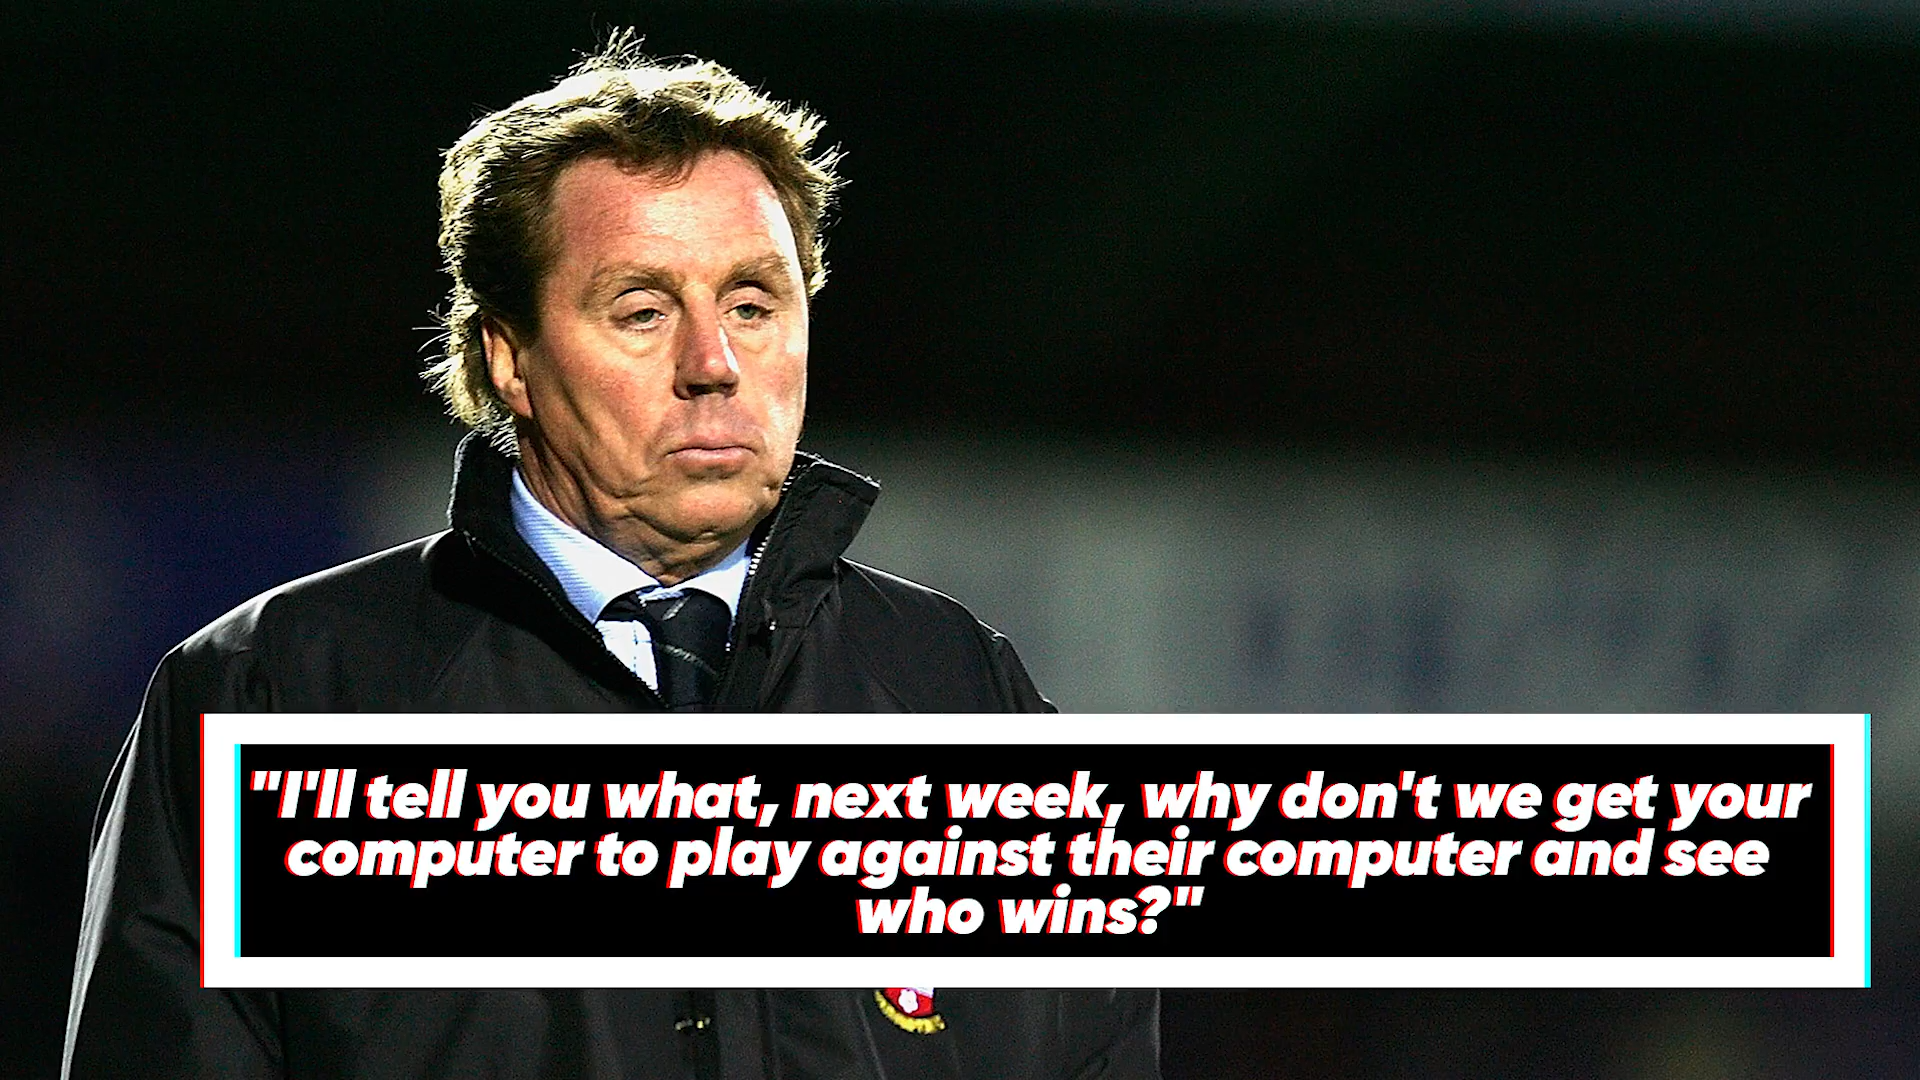 "I'll tell you what, next week, why don't we get your
computer to play against their computer and see
who wins?"